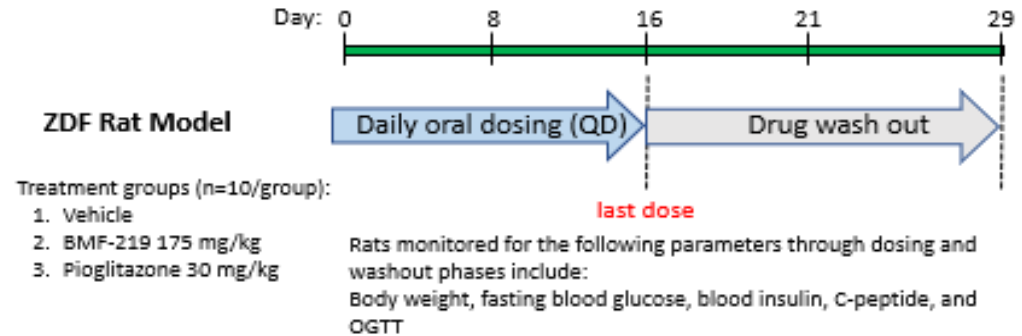 Day: 0 8 16 21 29
ZDF Rat Model
Daily oral dosing (QD)
Drug wash out
Treatment groups (n=10/group):
1. Vehicle
2. BMF-219 175 mg/kg
3. Pioglitazone 30 mg/kg
last dose
Rats monitored for the following parameters through dosing and
washout phases include:
Body weight, fasting blood glucose, blood insulin, C-peptide, and
OGTT